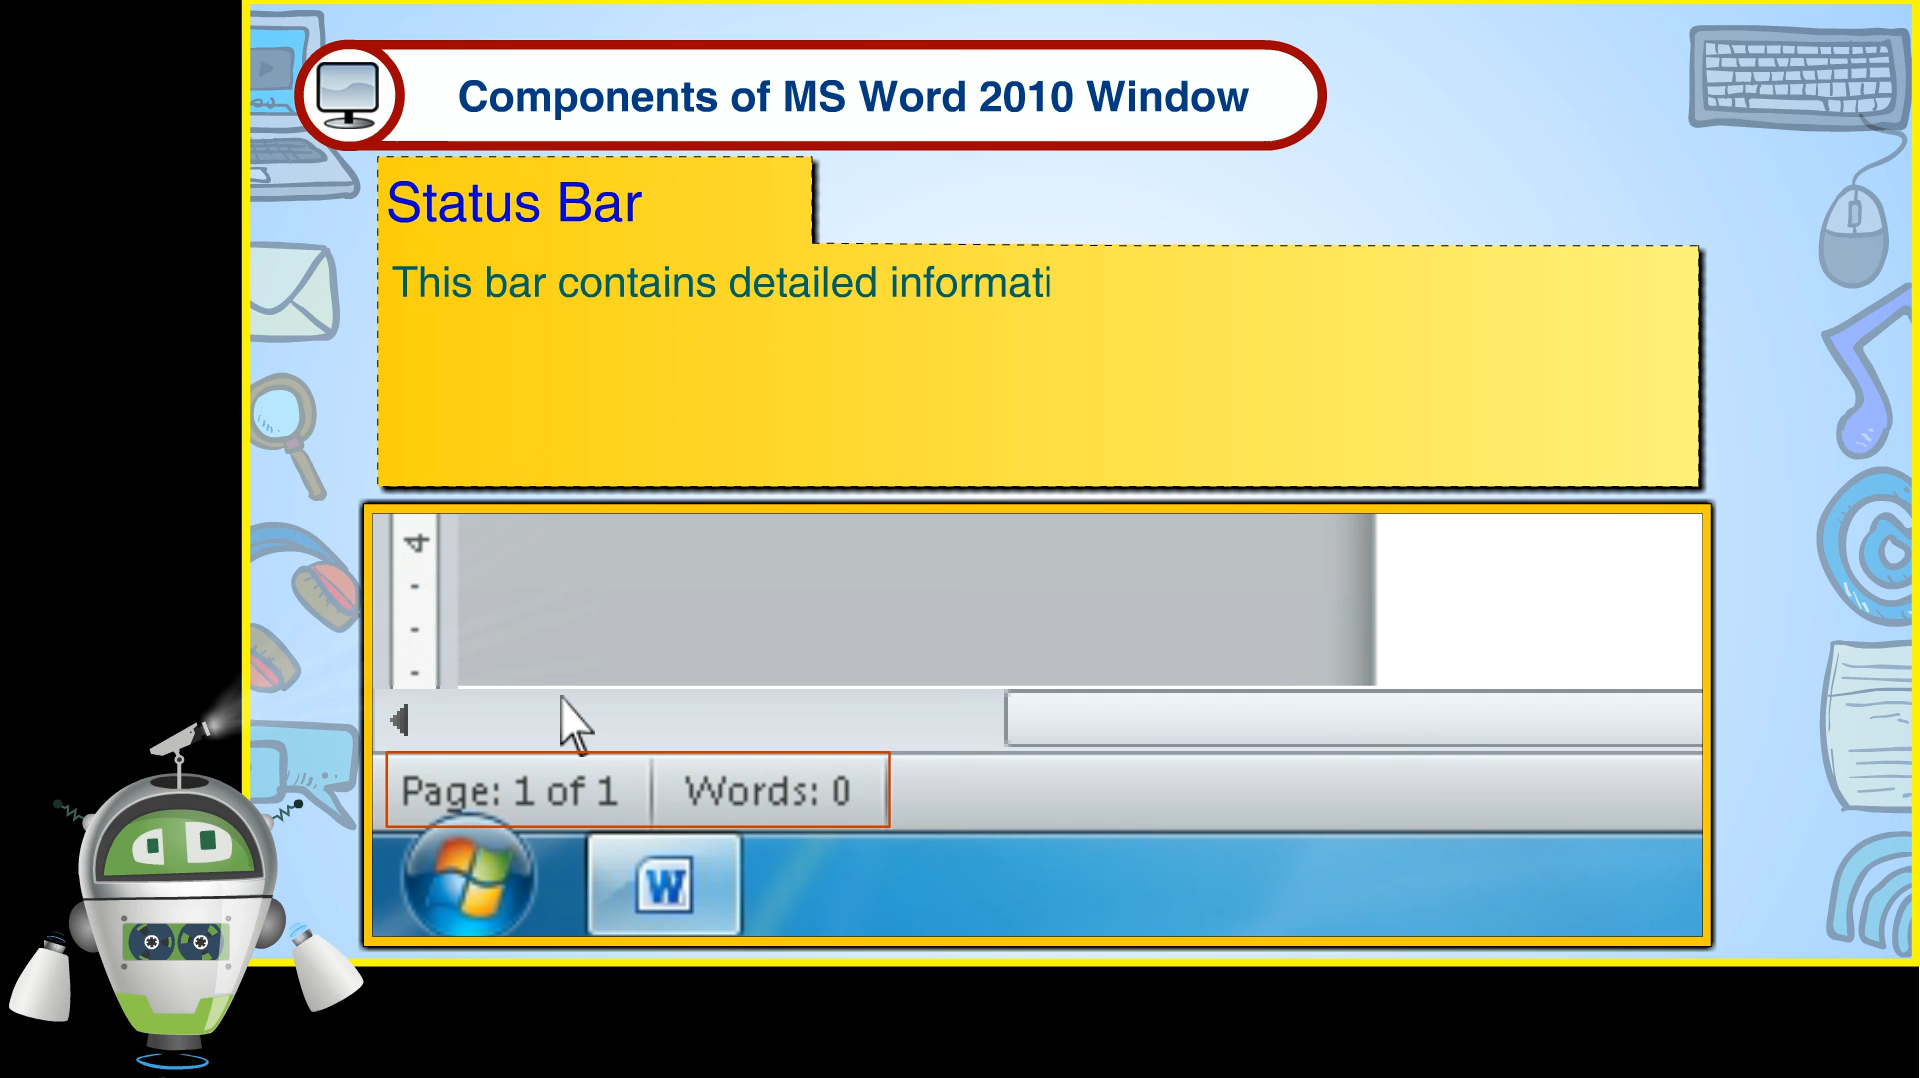 Components of MS Word 2010 Window
Status Bar
This bar contains detailed informati
4
Page: 1 of 1
Words: 0
W